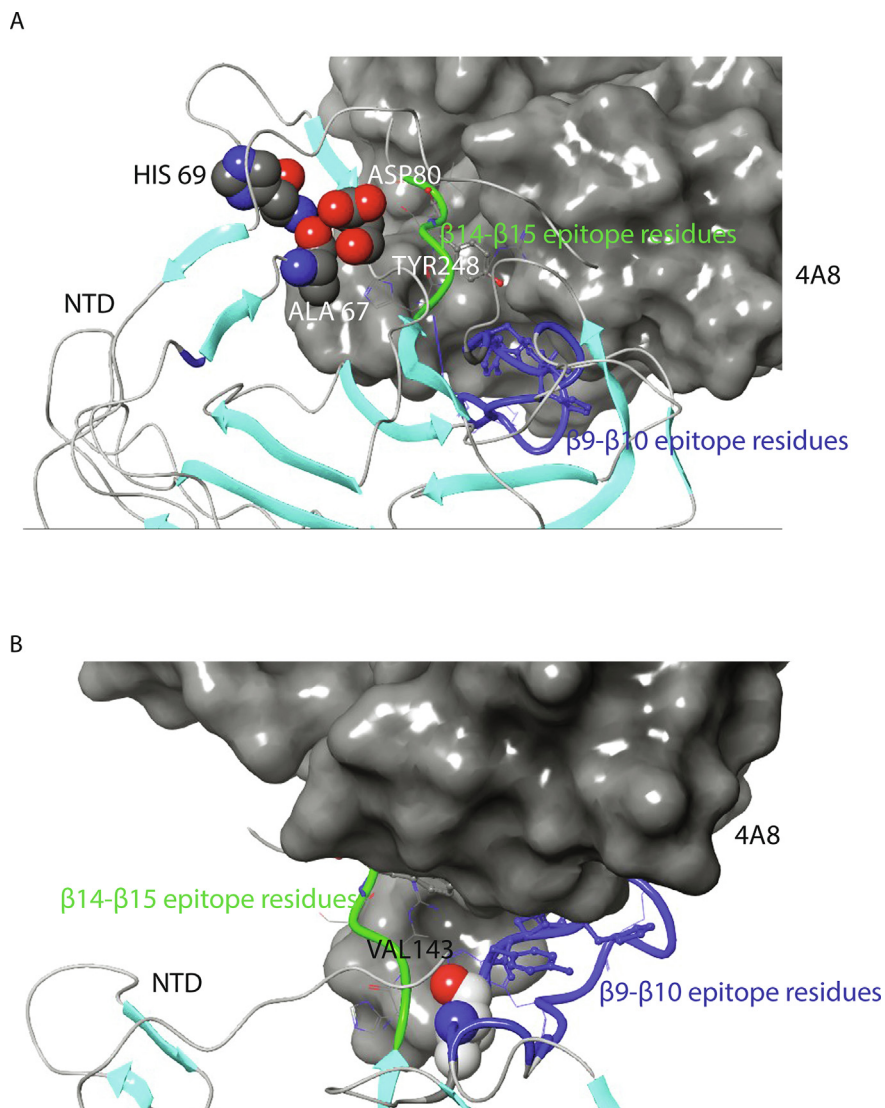 A
HIS 69
ASP80
β14-β15 epitope residues
TYR248
4A8
NTD
ALA 67
β9-β10 epitope residues
B
4A8
β14-β15 epitope residues
VAL143
NTD
β9-β10 epitope residues